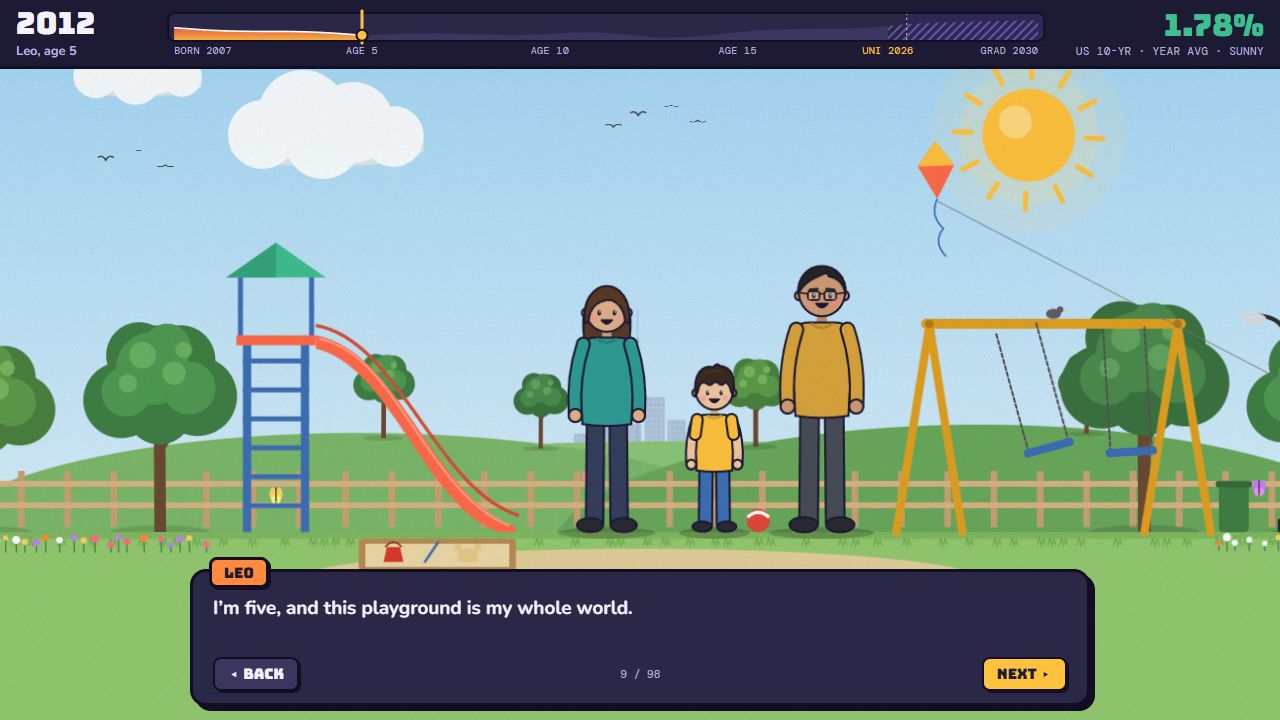 2012
Leo, age 5
BORN 2007
AGE 5
AGE 10
AGE 15
UNI 2026
GRAD 2030
1.78%
US 10-YR · YEAR AVG · SUNNY
LEO
I’m five, and this playground is my whole world.
◂ BACK
9 / 98
NEXT ▸